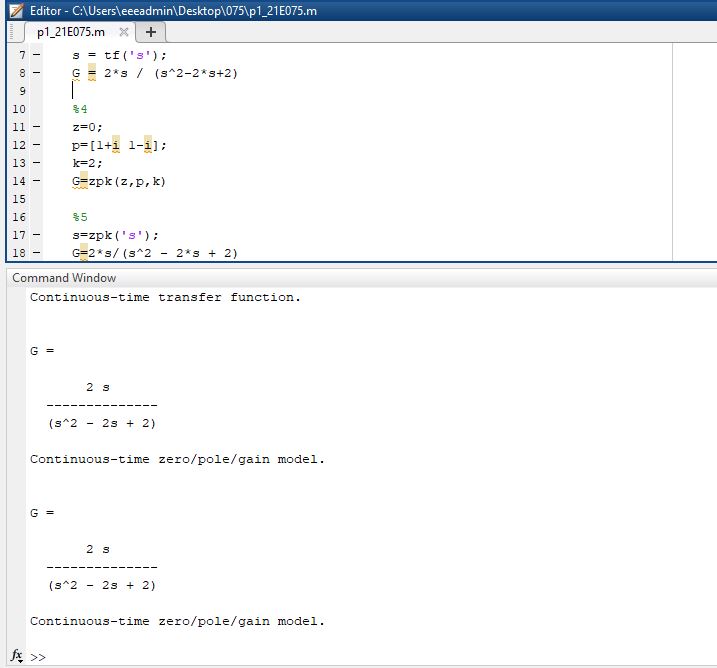 Editor - C:\Users\eeeadmin\Desktop\075\p1_21E075.m
p1_21E075.m
7 - s = tf('s');
8 - G = 2*s / (s^2-2*s+2)
9
10 %4
11 - z=0;
12 - p=[1+i 1-i];
13 - k=2;
14 - G=zpk(z,p,k)
15
16 %5
17 - s=zpk('s');
18 - G=2*s/(s^2 - 2*s + 2)
Command Window
Continuous-time transfer function.
G =
2 s
--------------
(s^2 - 2s + 2)
Continuous-time zero/pole/gain model.
G =
2 s
--------------
(s^2 - 2s + 2)
Continuous-time zero/pole/gain model.
fx >>